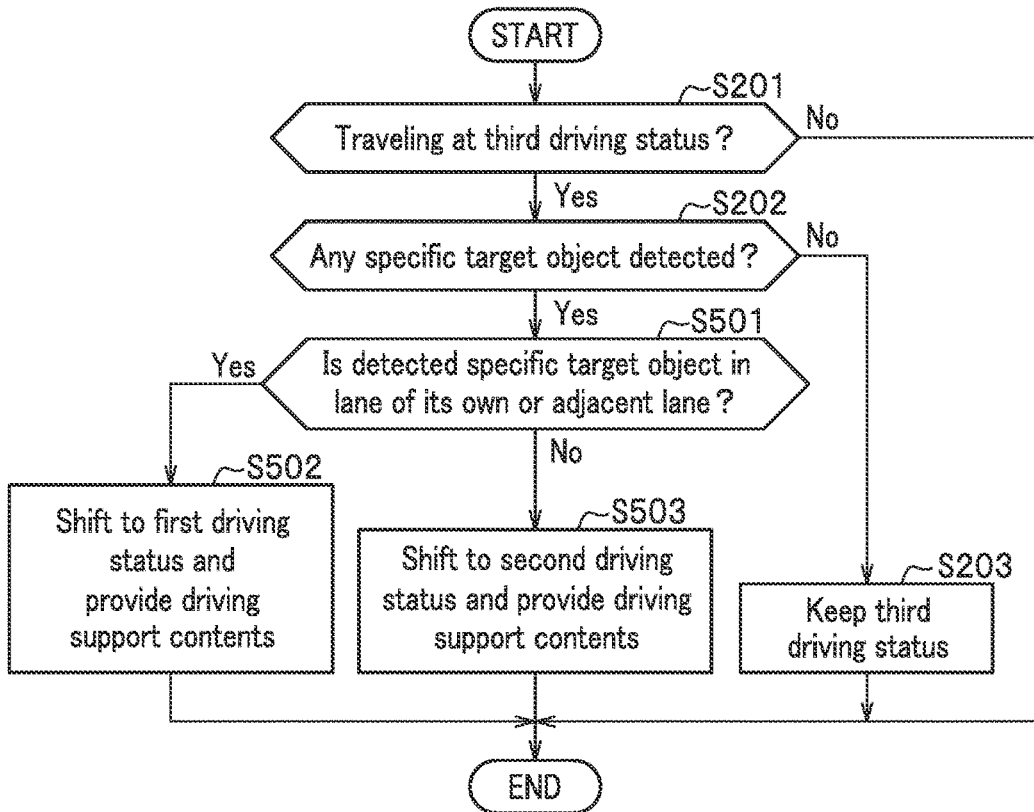 START
S201
Traveling at third driving status?
No
Yes
S202
Any specific target object detected?
No
Yes
S501
Yes
Is detected specific target object in
lane of its own or adjacent lane?
No
S502
Shift to first driving
status and
provide driving
support contents
S503
Shift to second driving
status and provide driving
support contents
S203
Keep third
driving status
END